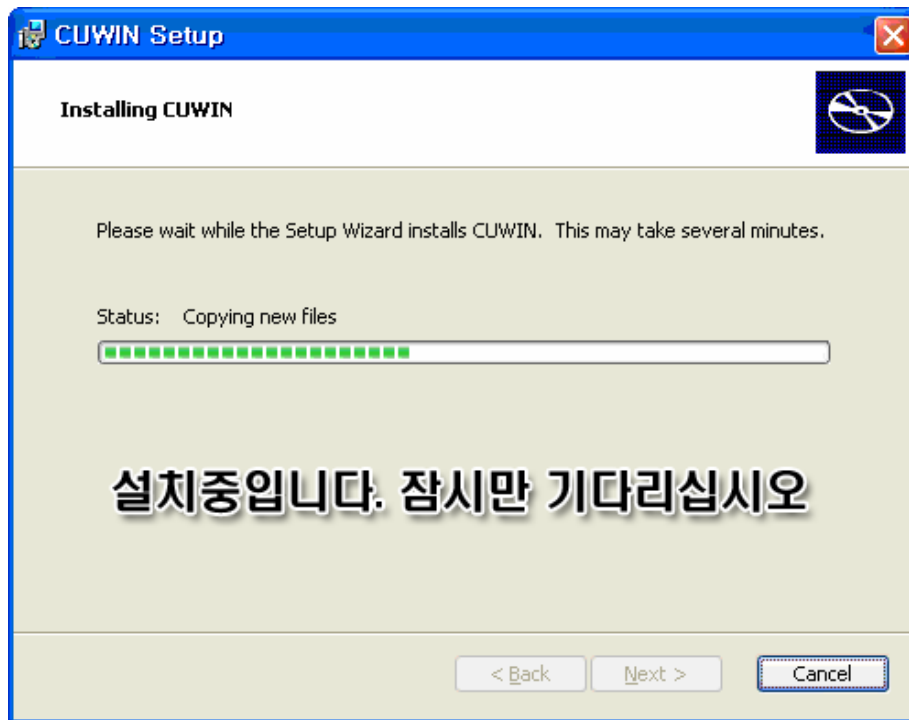 CUWIN Setup
Installing CUWIN
Please wait while the Setup Wizard installs CUWIN.  This may take several minutes.
Status:   Copying new files
설치중입니다. 잠시만 기다리십시오
< Back   Next >   Cancel